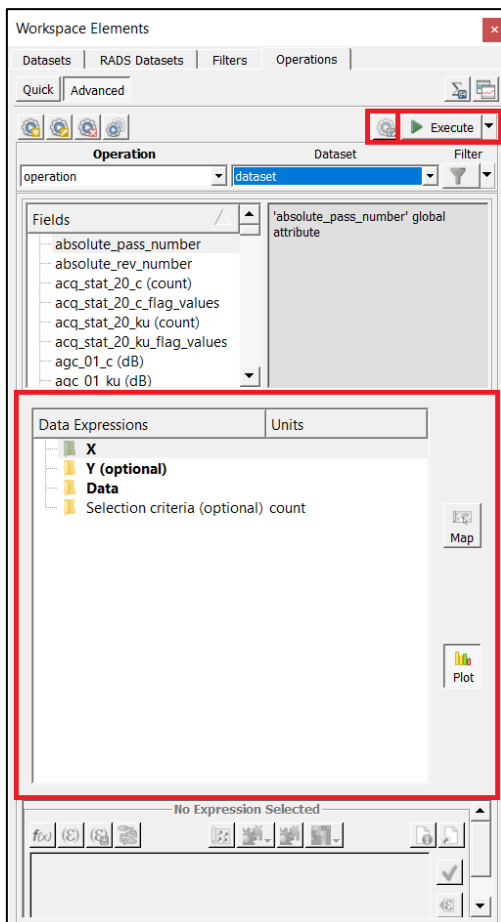 Workspace Elements
Datasets RADS Datasets Filters Operations
Quick Advanced
Execute
Operation Dataset Filter
operation dataset
Fields
'absolute_pass_number' global
attribute
absolute_pass_number
absolute_rev_number
acq_stat_20_c (count)
acq_stat_20_c_flag_values
acq_stat_20_ku (count)
acq_stat_20_ku_flag_values
agc_01_c (dB)
agc_01_ku (dB)
Data Expressions Units
X
Y (optional)
Data
Selection criteria (optional) count
Map
Plot
No Expression Selected
f(x) (ε)